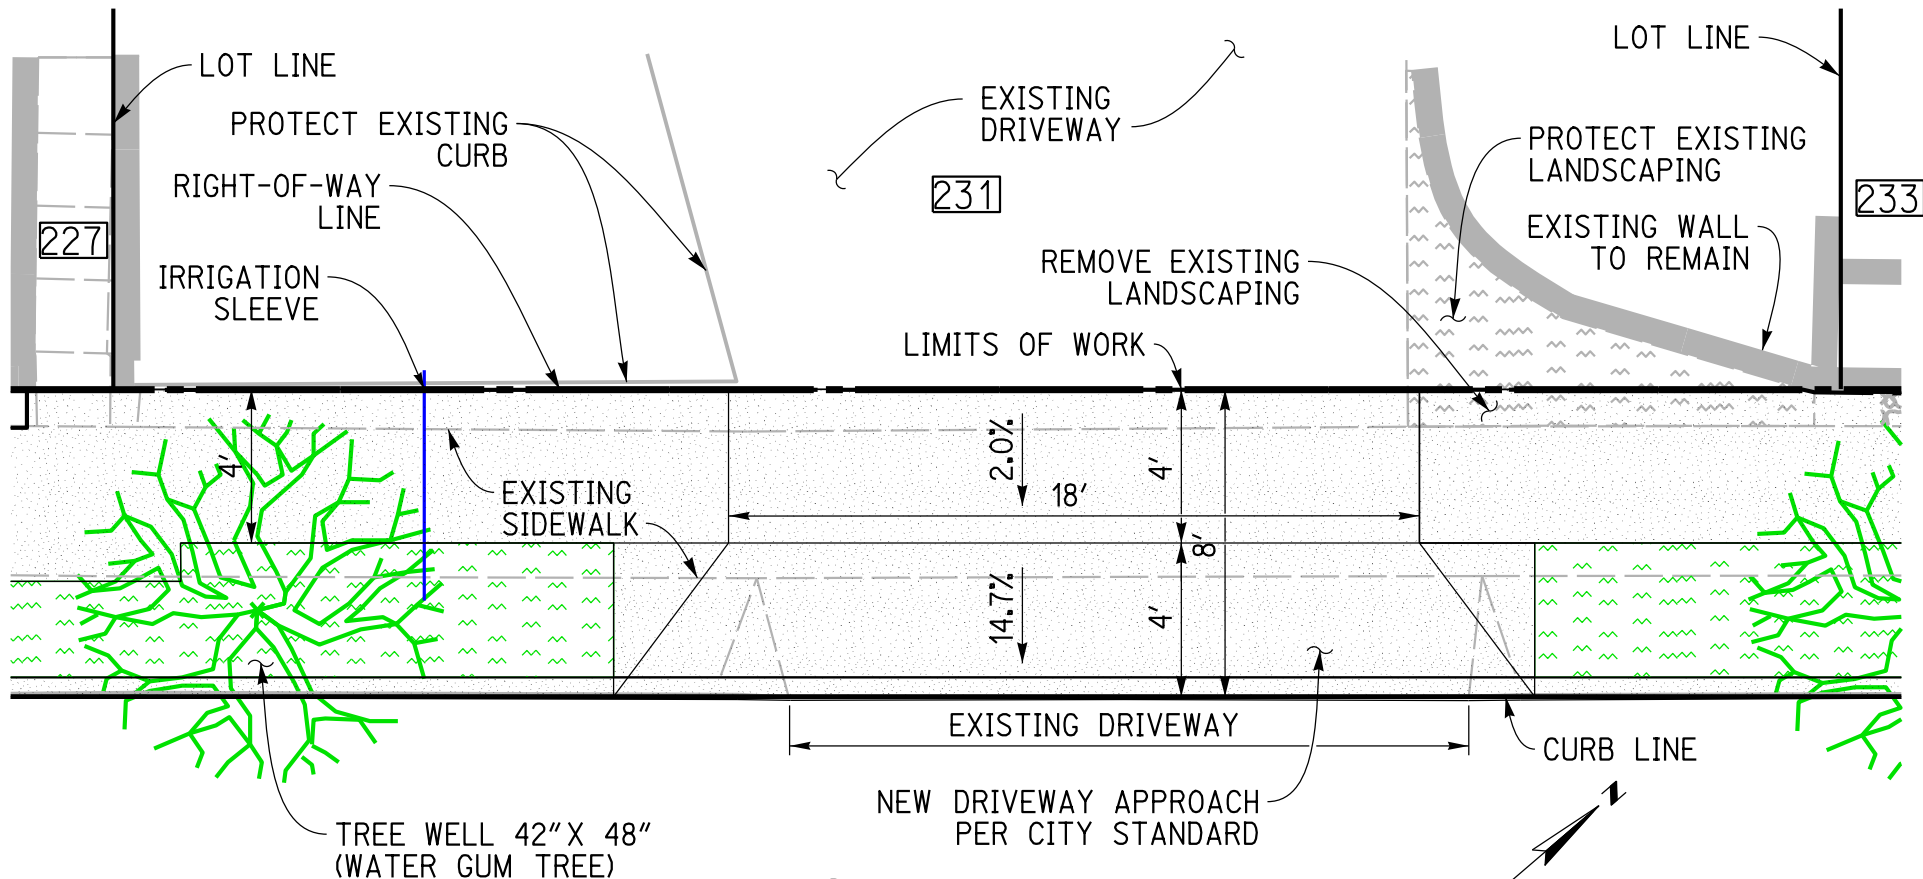 LOT LINE
LOT LINE
EXISTING
DRIVEWAY
PROTECT EXISTING
CURB
PROTECT EXISTING
LANDSCAPING
RIGHT-OF-WAY
LINE
231
233
227
EXISTING WALL
TO REMAIN
IRRIGATION
SLEEVE
REMOVE EXISTING
LANDSCAPING
LIMITS OF WORK
4'
2.0%
4'
EXISTING
SIDEWALK
18'
8'
14.7%
4'
EXISTING DRIVEWAY
CURB LINE
NEW DRIVEWAY APPROACH
PER CITY STANDARD
N
TREE WELL 42" X 48"
(WATER GUM TREE)